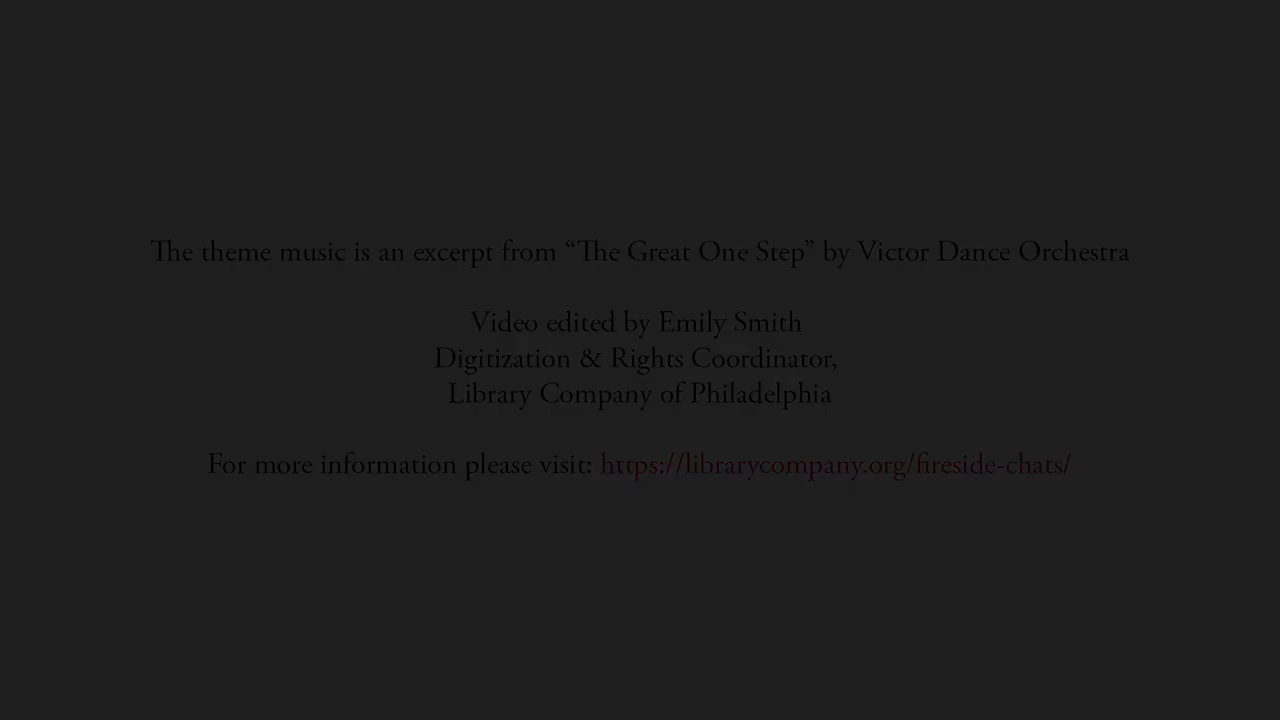 The theme music is an excerpt from “The Great One Step” by Victor Dance Orchestra
Video edited by Emily Smith
Digitization & Rights Coordinator,
Library Company of Philadelphia
For more information please visit: https://librarycompany.org/fireside-chats/